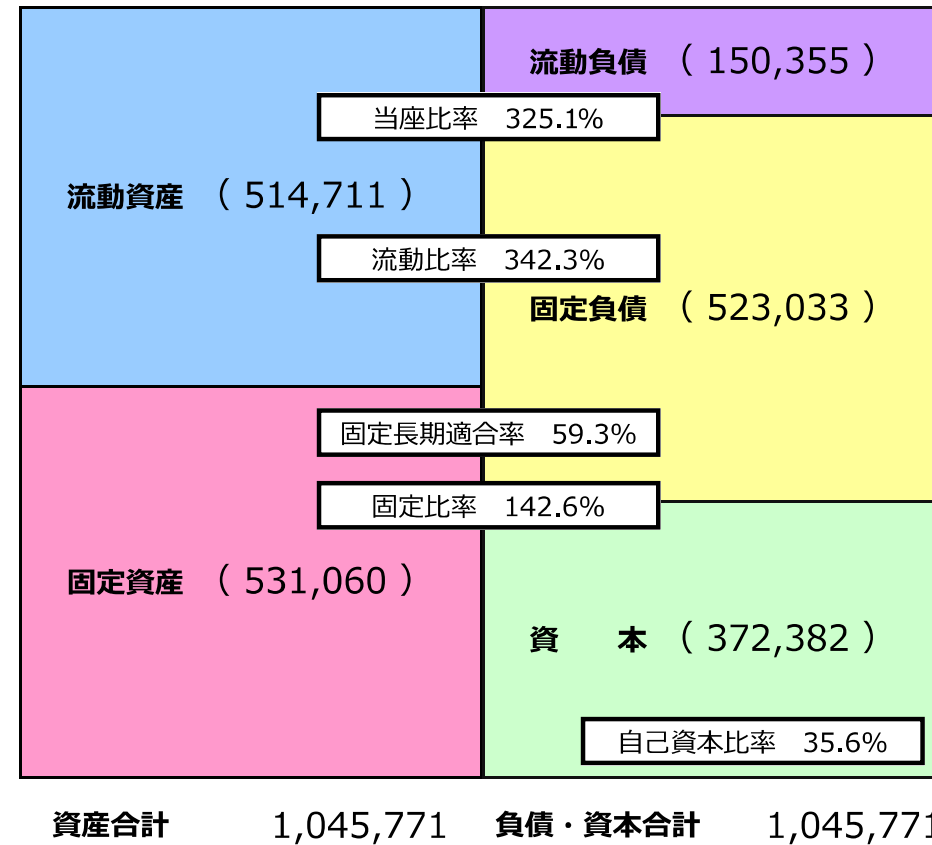 流動負債 （ 150,355 ）
当座比率　325.1%
流動資産 （ 514,711 ）
流動比率　342.3%
固定負債 （ 523,033 ）
固定長期適合率　59.3%
固定比率　142.6%
固定資産 （ 531,060 ）
資　本 （ 372,382 ）
自己資本比率　35.6%
資産合計　1,045,771　負債・資本合計　1,045,771